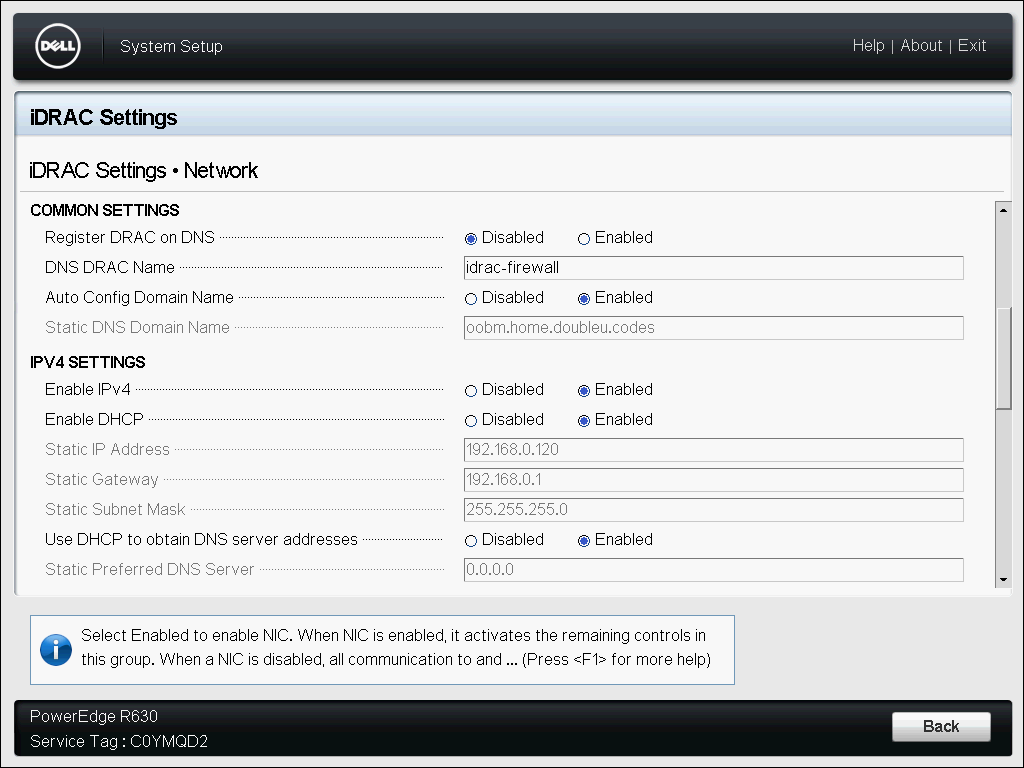 DELL
System Setup
Help | About | Exit
iDRAC Settings
iDRAC Settings • Network
COMMON SETTINGS
Register DRAC on DNS Disabled Enabled
DNS DRAC Name idrac-firewall
Auto Config Domain Name Disabled Enabled
Static DNS Domain Name oobm.home.doubleu.codes
IPV4 SETTINGS
Enable IPv4 Disabled Enabled
Enable DHCP Disabled Enabled
Static IP Address 192.168.0.120
Static Gateway 192.168.0.1
Static Subnet Mask 255.255.255.0
Use DHCP to obtain DNS server addresses Disabled Enabled
Static Preferred DNS Server 0.0.0.0
Select Enabled to enable NIC. When NIC is enabled, it activates the remaining controls in
this group. When a NIC is disabled, all communication to and ... (Press <F1> for more help)
PowerEdge R630
Service Tag : C0YMQD2
Back